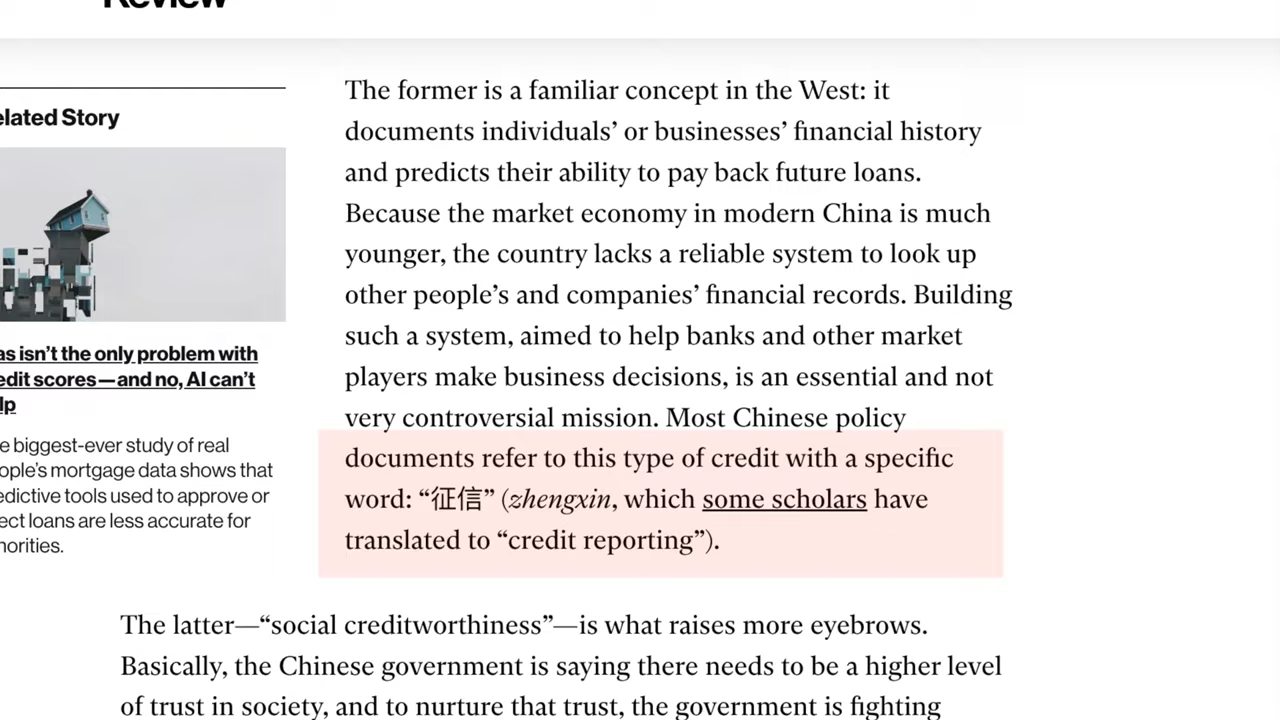 Review
elated Story
as isn’t the only problem with
edit scores—and no, AI can’t
lp
e biggest-ever study of real
ople’s mortgage data shows that
edictive tools used to approve or
ect loans are less accurate for
norities.
The former is a familiar concept in the West: it
documents individuals’ or businesses’ financial history
and predicts their ability to pay back future loans.
Because the market economy in modern China is much
younger, the country lacks a reliable system to look up
other people’s and companies’ financial records. Building
such a system, aimed to help banks and other market
players make business decisions, is an essential and not
very controversial mission. Most Chinese policy
documents refer to this type of credit with a specific
word: “征信” (zhengxin, which some scholars have
translated to “credit reporting”).
The latter—“social creditworthiness”—is what raises more eyebrows.
Basically, the Chinese government is saying there needs to be a higher level
of trust in society, and to nurture that trust, the government is fighting